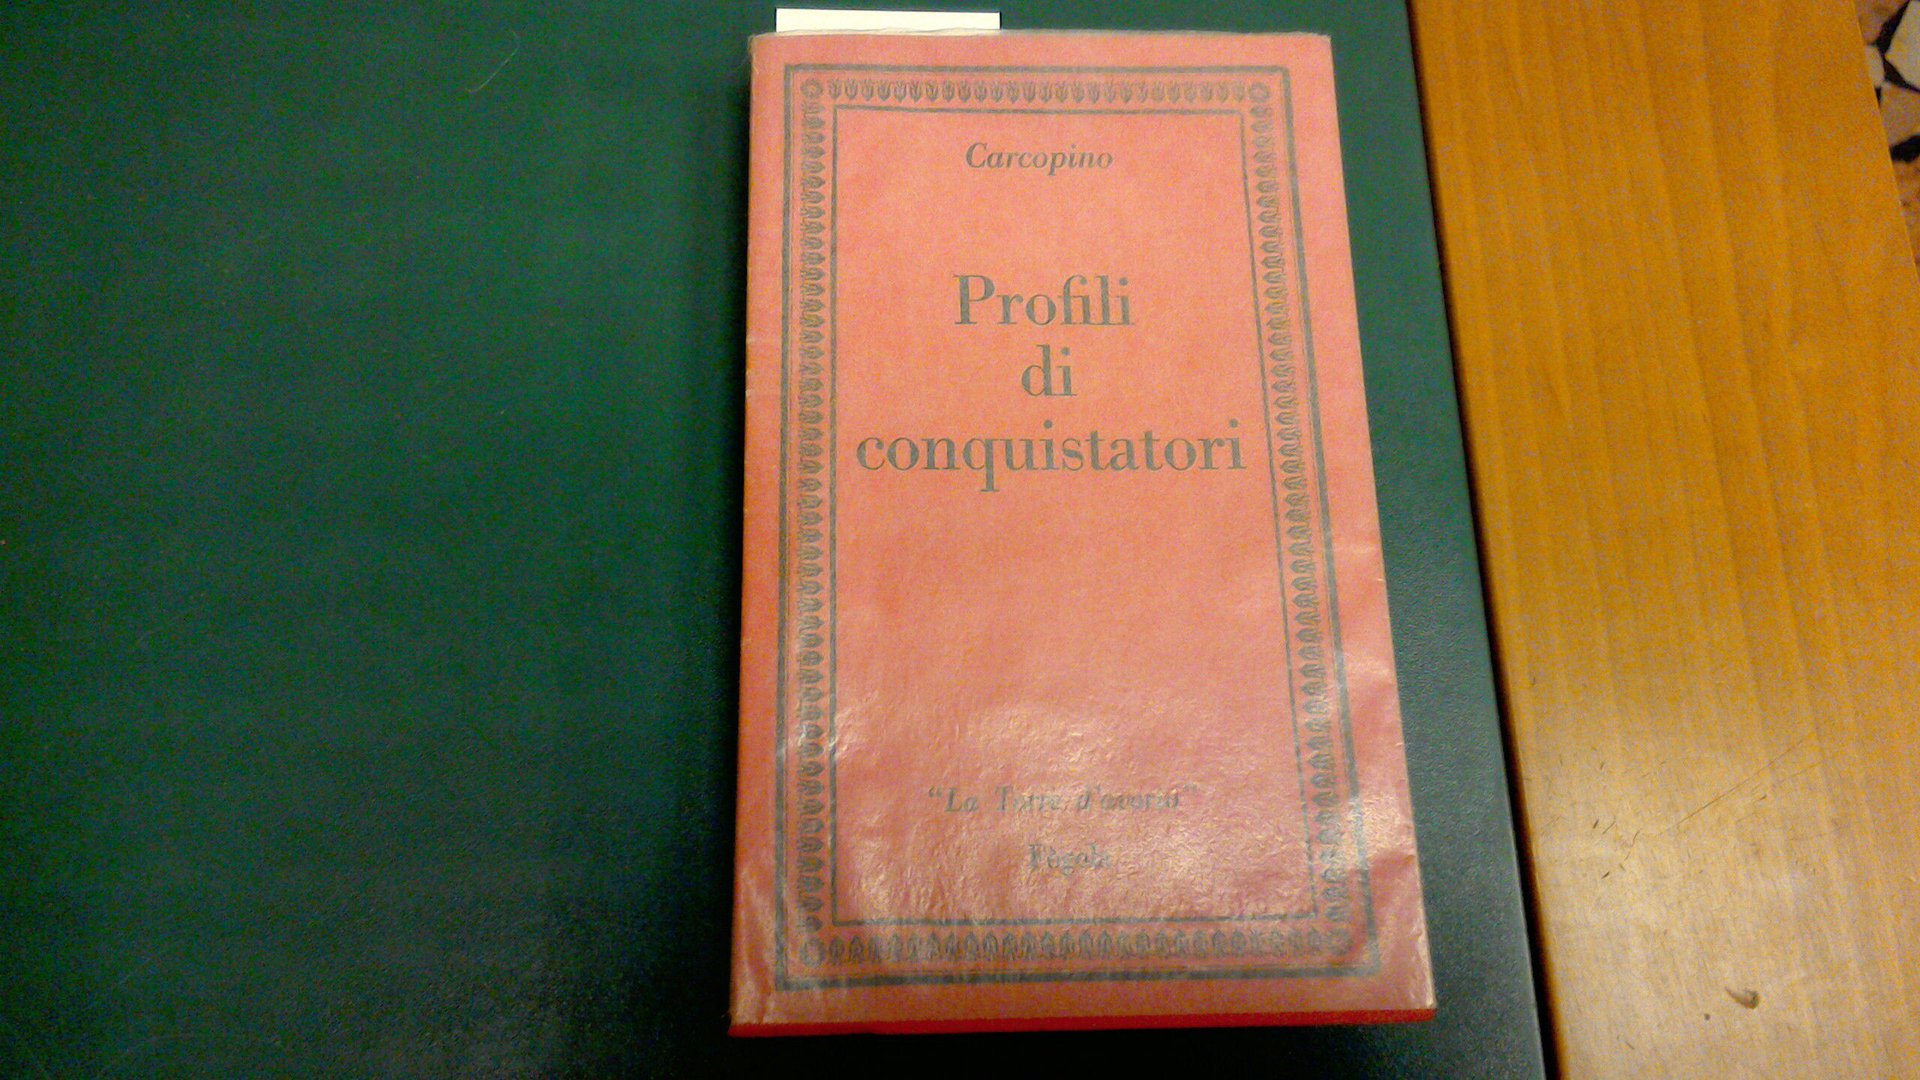 Carcopino
Profili
di
conquistatori
“La Torre d'avorio”
Fògola